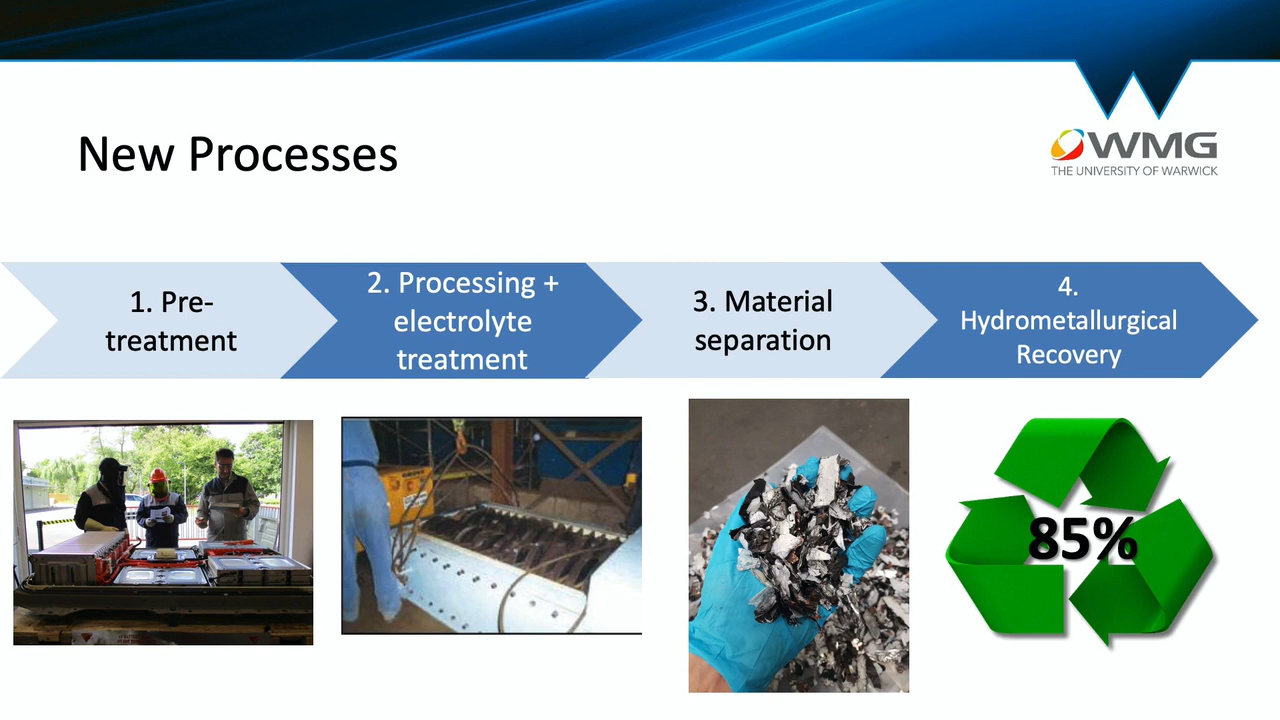 New Processes
WMG
THE UNIVERSITY OF WARWICK
1. Pre-
treatment
2. Processing +
electrolyte
treatment
3. Material
separation
4.
Hydrometallurgical
Recovery
85%